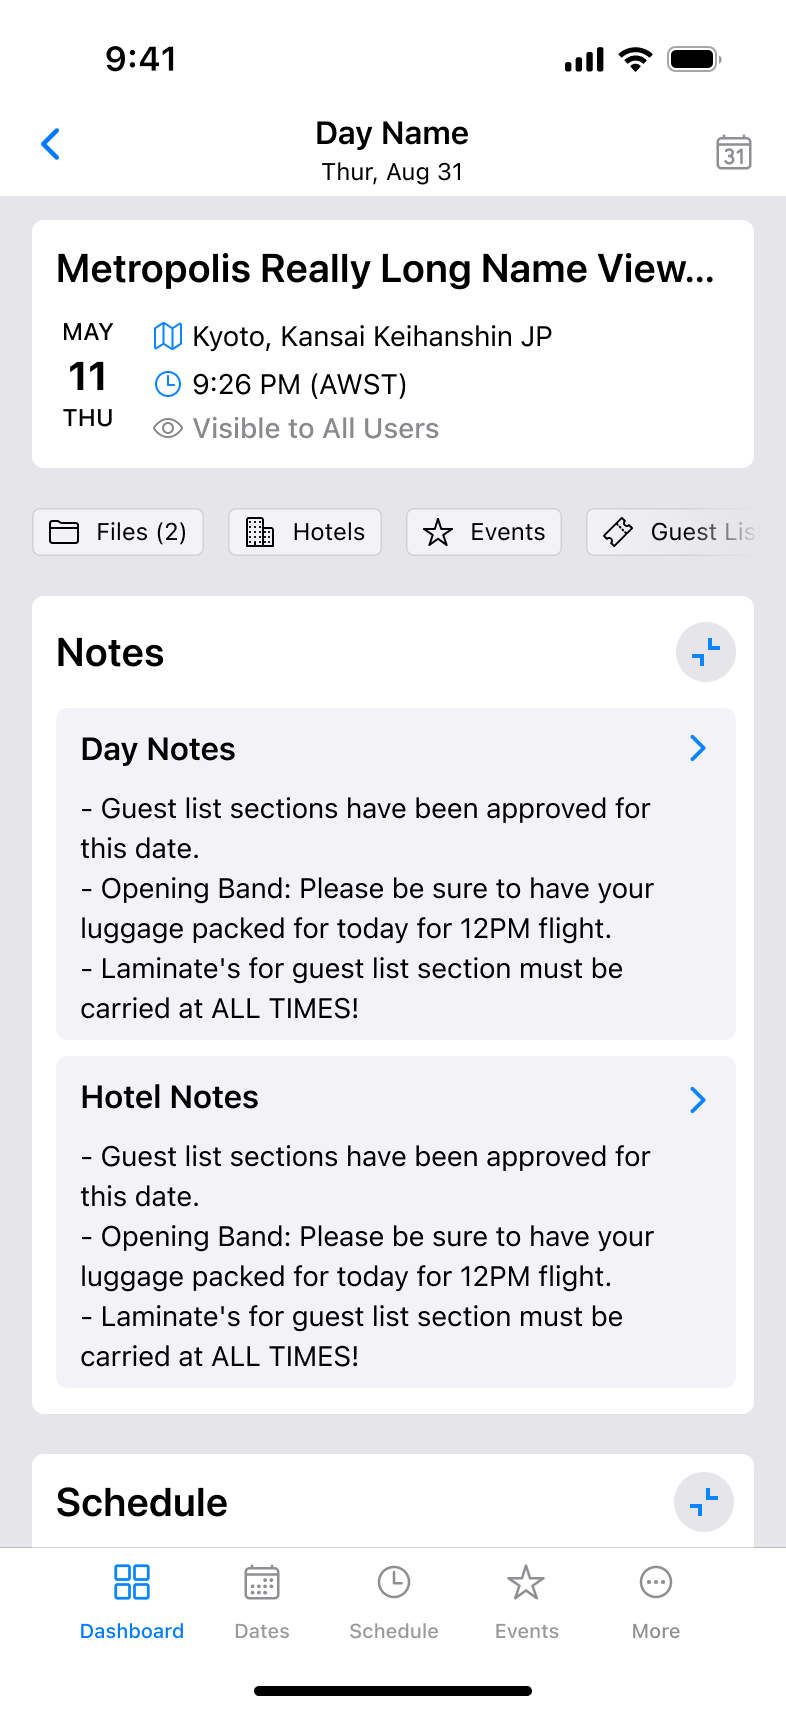 9:41
Day Name
Thur, Aug 31
31
Metropolis Really Long Name View...
MAY
11
THU
Kyoto, Kansai Keihanshin JP
9:26 PM (AWST)
Visible to All Users
Files (2)
Hotels
Events
Guest Lis
Notes
Day Notes
- Guest list sections have been approved for
this date.
- Opening Band: Please be sure to have your
luggage packed for today for 12PM flight.
- Laminate's for guest list section must be
carried at ALL TIMES!
Hotel Notes
- Guest list sections have been approved for
this date.
- Opening Band: Please be sure to have your
luggage packed for today for 12PM flight.
- Laminate's for guest list section must be
carried at ALL TIMES!
Schedule
Dashboard
Dates
Schedule
Events
More